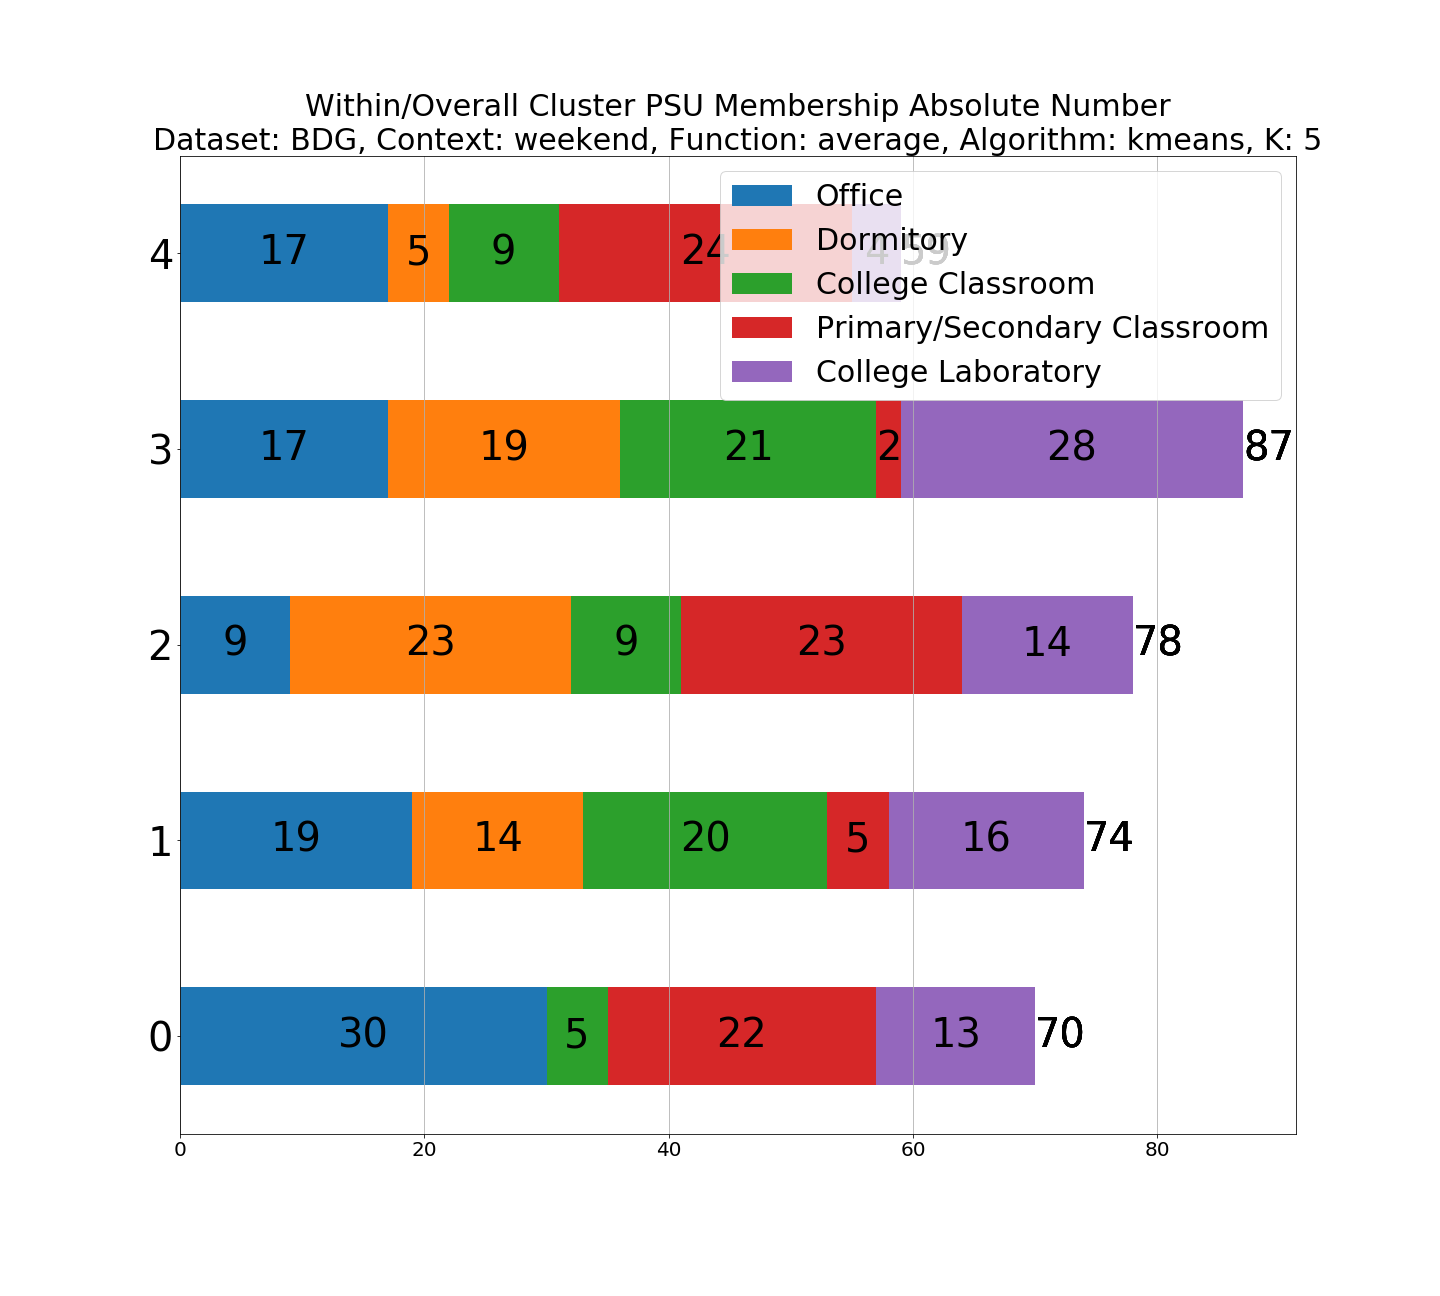 Within/Overall Cluster PSU Membership Absolute Number
Dataset: BDG, Context: weekend, Function: average, Algorithm: kmeans, K: 5
Office
Dormitory
College Classroom
Primary/Secondary Classroom
College Laboratory
4 17 5 9 24 4 59
3 17 19 21 2 28 87
2 9 23 9 23 14 78
1 19 14 20 5 16 74
0 30 5 22 13 70
0 20 40 60 80